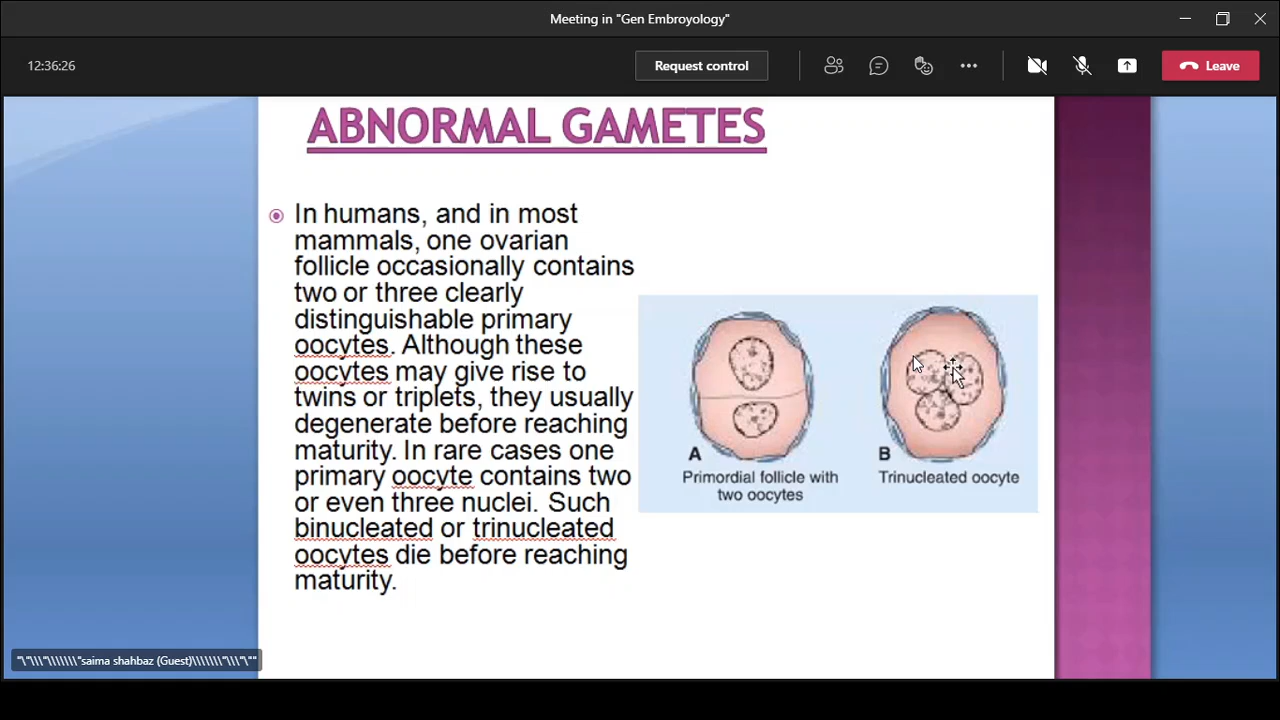 Meeting in "Gen Embroyology"
12:36:26
Request control
Leave
ABNORMAL GAMETES
In humans, and in most
mammals, one ovarian
follicle occasionally contains
two or three clearly
distinguishable primary
oocytes. Although these
oocytes may give rise to
twins or triplets, they usually
degenerate before reaching
maturity. In rare cases one
primary oocyte contains two
or even three nuclei. Such
binucleated or trinucleated
oocytes die before reaching
maturity.
A
Primordial follicle with
two oocytes
B
Trinucleated oocyte
"\"\\\"\\\\\\\"saima shahbaz (Guest)\\\\\\\"\\\"\""